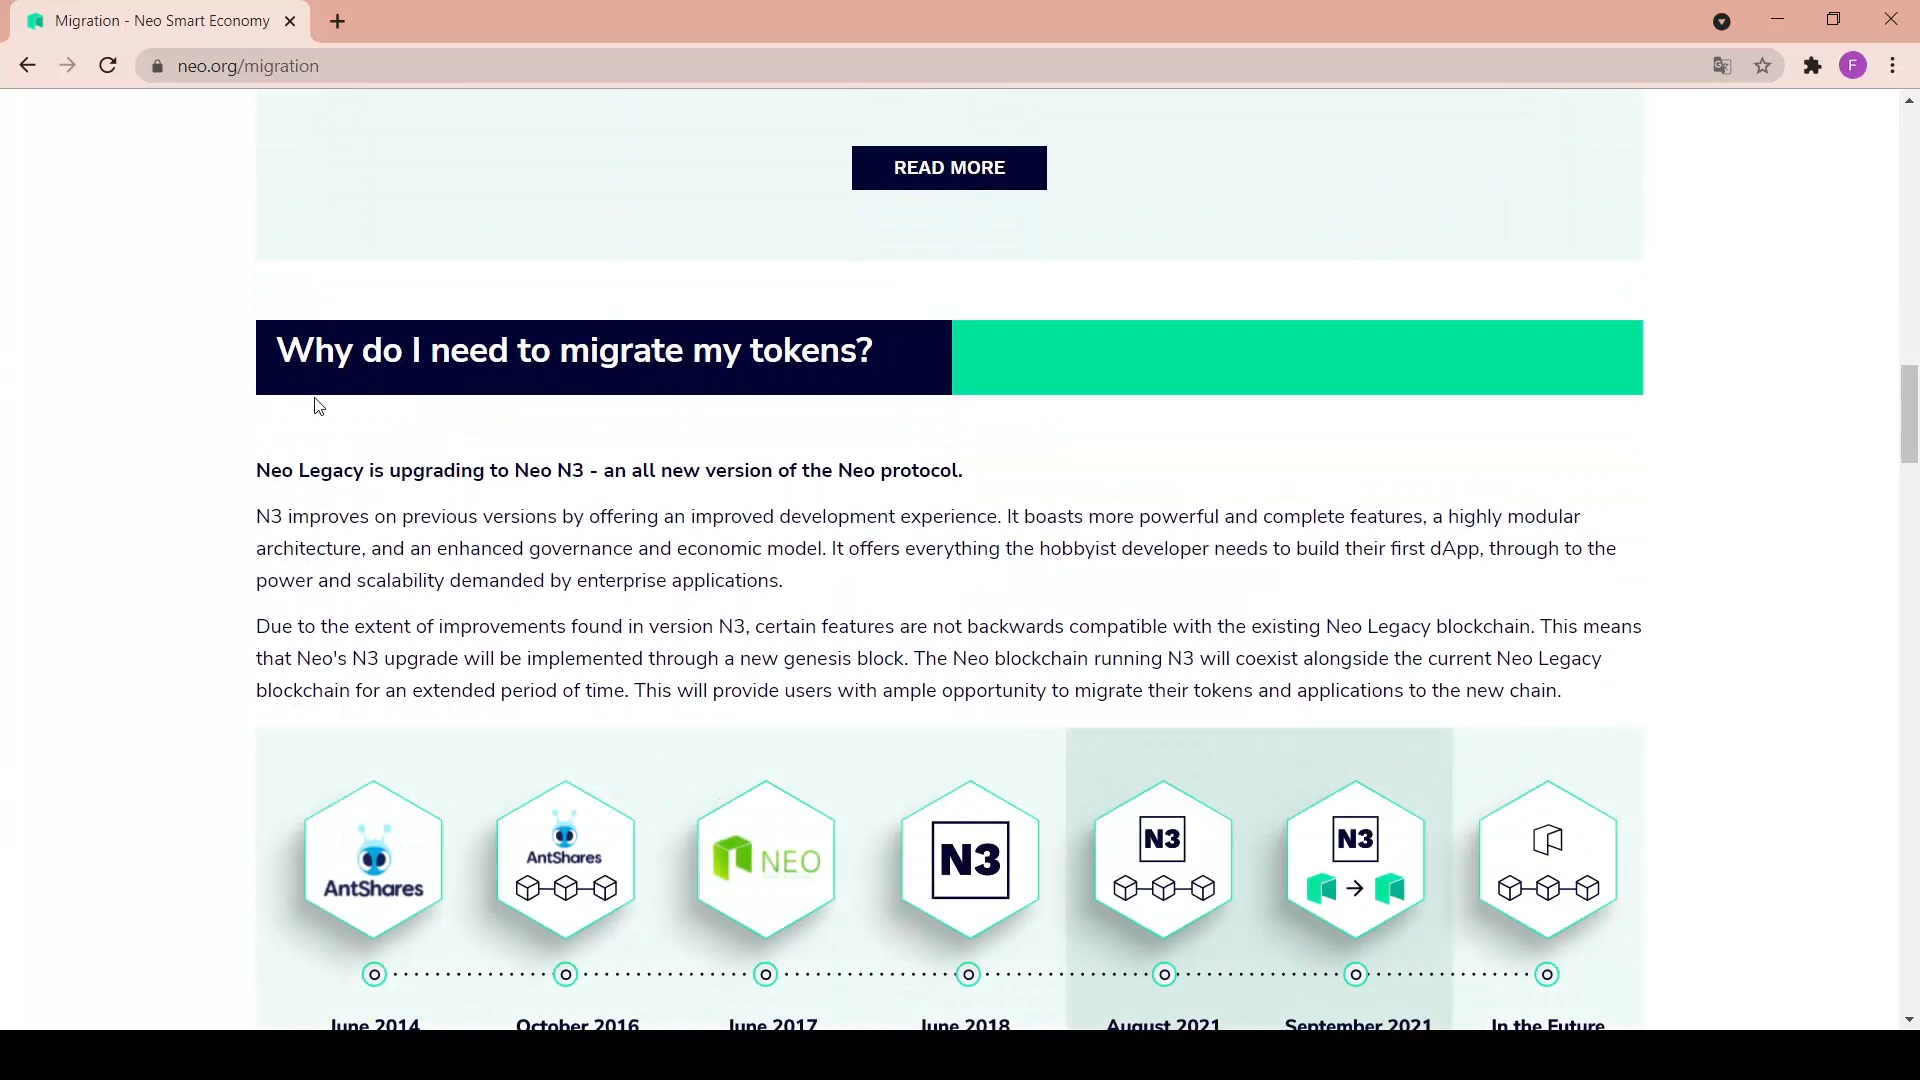 Migration - Neo Smart Economy
neo.org/migration
F
READ MORE
Why do I need to migrate my tokens?
Neo Legacy is upgrading to Neo N3 - an all new version of the Neo protocol.
N3 improves on previous versions by offering an improved development experience. It boasts more powerful and complete features, a highly modular
architecture, and an enhanced governance and economic model. It offers everything the hobbyist developer needs to build their first dApp, through to the
power and scalability demanded by enterprise applications.
Due to the extent of improvements found in version N3, certain features are not backwards compatible with the existing Neo Legacy blockchain. This means
that Neo's N3 upgrade will be implemented through a new genesis block. The Neo blockchain running N3 will coexist alongside the current Neo Legacy
blockchain for an extended period of time. This will provide users with ample opportunity to migrate their tokens and applications to the new chain.
AntShares
AntShares
NEO
N3
N3
N3
June 2014 October 2016 June 2017 June 2018 August 2021 September 2021 In the Future